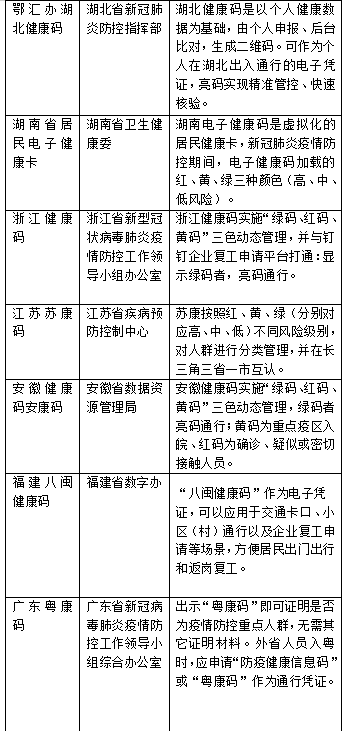 鄂汇办湖北健康码
湖北省新冠肺炎防控指挥部
湖北健康码是以个人健康数
据为基础，由个人申报、后台
比对，生成二维码。可作为个
人在湖北出入通行的电子凭
证，亮码实现精准管控、快速
核验。
湖南省居
民电子健
康卡
湖南省卫生健
康委
湖南电子健康码是虚拟化的
居民健康卡，新冠肺炎疫情防
控期间，电子健康码加载的
红、黄、绿三种颜色（高、中、
低风险）。
浙江健康
码
浙江省新型冠
状病毒肺炎疫
情防控工作领
导小组办公室
浙江健康码实施“绿码、红码、
黄码”三色动态管理，并与钉
钉企业复工申请平台打通：显
示绿码者，亮码通行。
江苏苏康
码
江苏省疾病预
防控制中心
苏康按照红、黄、绿（分别对
应高、中、低）不同风险级别，
对人群进行分类管理，并在长
三角三省一市互认。
安徽健康
码安康码
安徽省数据资
源管理局
安徽健康码实施“绿码、红码、
黄码”三色动态管理，绿码者
亮码通行；黄码为重点疫区入
皖、红码为确诊、疑似或密切
接触人员。
福建八闽
健康码
福建省数字办
“八闽健康码”作为电子凭
证，可以应用于交通卡口、小
区（村）通行以及企业复工申
请等场景，方便居民出门出行
和返岗复工。
广东粤康
码
广东省新冠病
毒肺炎疫情防
控工作领导小
组综合办公室
出示“粤康码”即可证明是否
为疫情防控重点人群，无需其
它证明材料。外省人员入粤
时，应申请“防疫健康信息码”
或“粤康码”作为通行凭证。